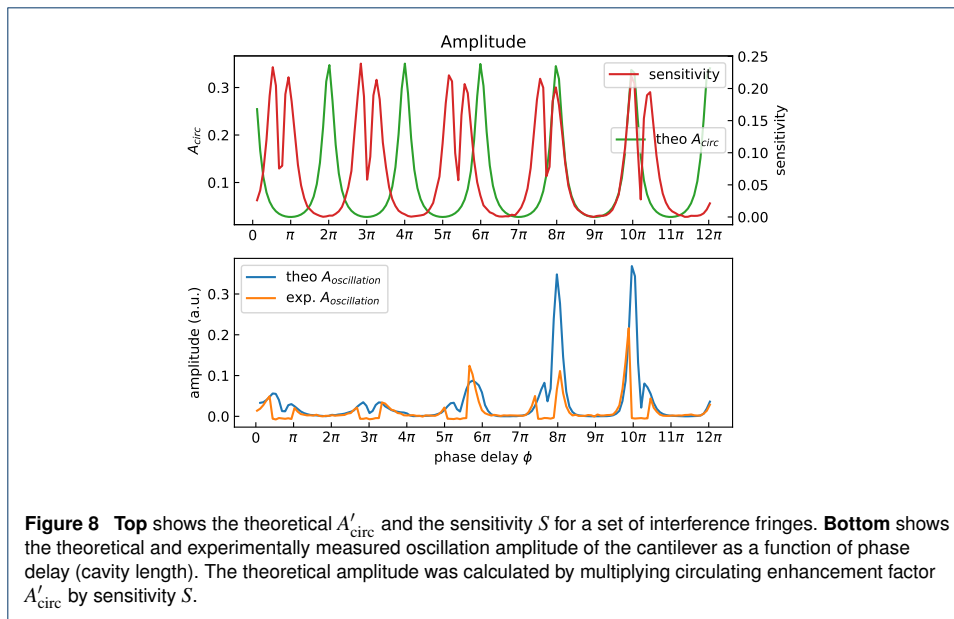 Amplitude
0.3
0.2
0.1
A_circ
0.25
0.20
0.15
0.10
0.05
0.00
sensitivity
sensitivity
theo A_circ
0 π 2π 3π 4π 5π 6π 7π 8π 9π 10π 11π 12π
theo A_oscillation
exp. A_oscillation
0.3
0.2
0.1
0.0
amplitude (a.u.)
0 π 2π 3π 4π 5π 6π 7π 8π 9π 10π 11π 12π
phase delay ϕ
Figure 8 Top shows the theoretical A′_circ and the sensitivity S for a set of interference fringes. Bottom shows
the theoretical and experimentally measured oscillation amplitude of the cantilever as a function of phase
delay (cavity length). The theoretical amplitude was calculated by multiplying circulating enhancement factor
A′_circ by sensitivity S.